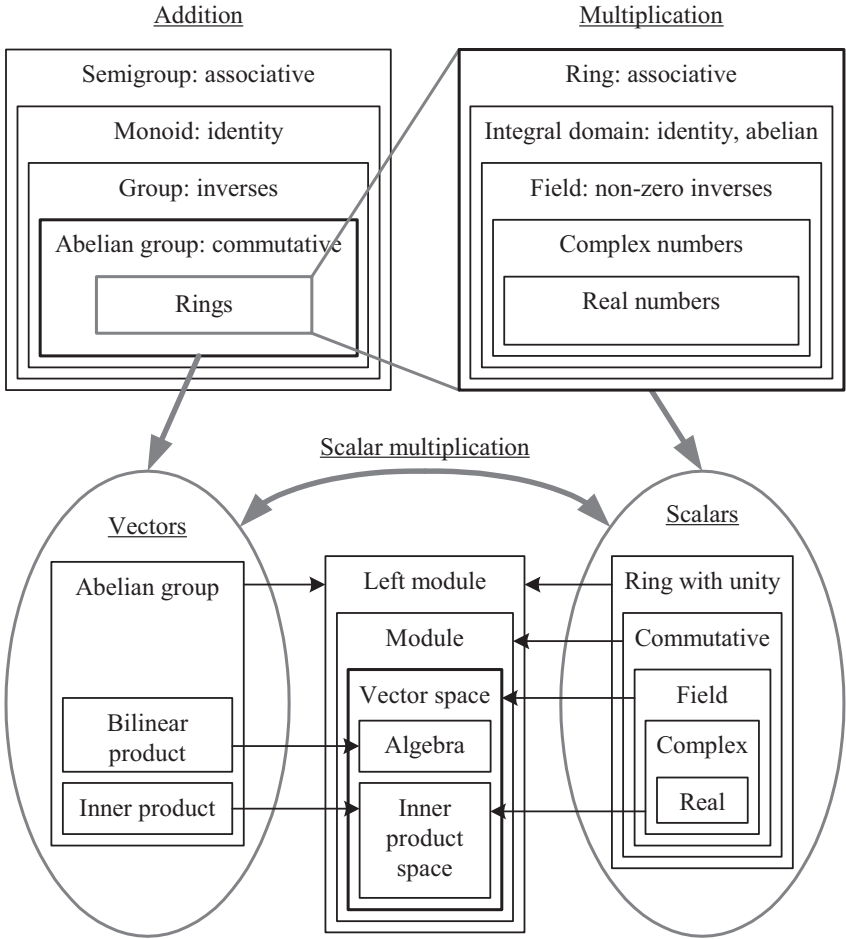 Addition
Semigroup: associative
Monoid: identity
Group: inverses
Abelian group: commutative
Rings
Multiplication
Ring: associative
Integral domain: identity, abelian
Field: non-zero inverses
Complex numbers
Real numbers
Scalar multiplication
Vectors
Abelian group
Bilinear
product
Inner product
Left module
Module
Vector space
Algebra
Inner
product
space
Scalars
Ring with unity
Commutative
Field
Complex
Real